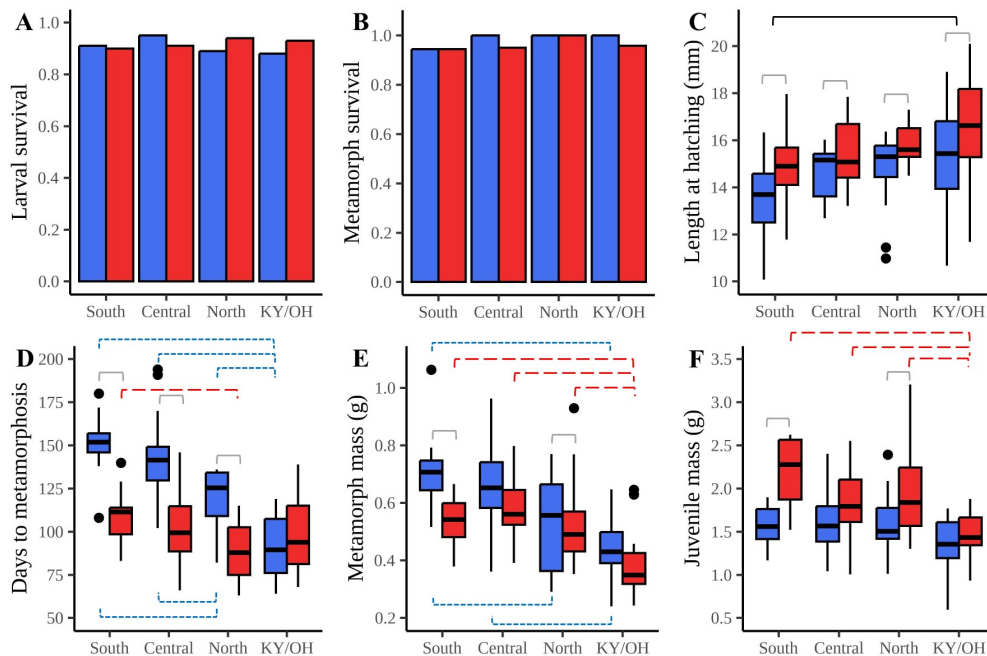 A
Larval survival
1.0
0.8
0.6
0.4
0.2
0.0
South Central North KY/OH
B
Metamorph survival
1.0
0.8
0.6
0.4
0.2
0.0
South Central North KY/OH
C
Length at hatching (mm)
20
18
16
14
12
10
South Central North KY/OH
D
Days to metamorphosis
200
175
150
125
100
75
50
South Central North KY/OH
E
Metamorph mass (g)
1.0
0.8
0.6
0.4
0.2
South Central North KY/OH
F
Juvenile mass (g)
3.5
3.0
2.5
2.0
1.5
1.0
0.5
South Central North KY/OH